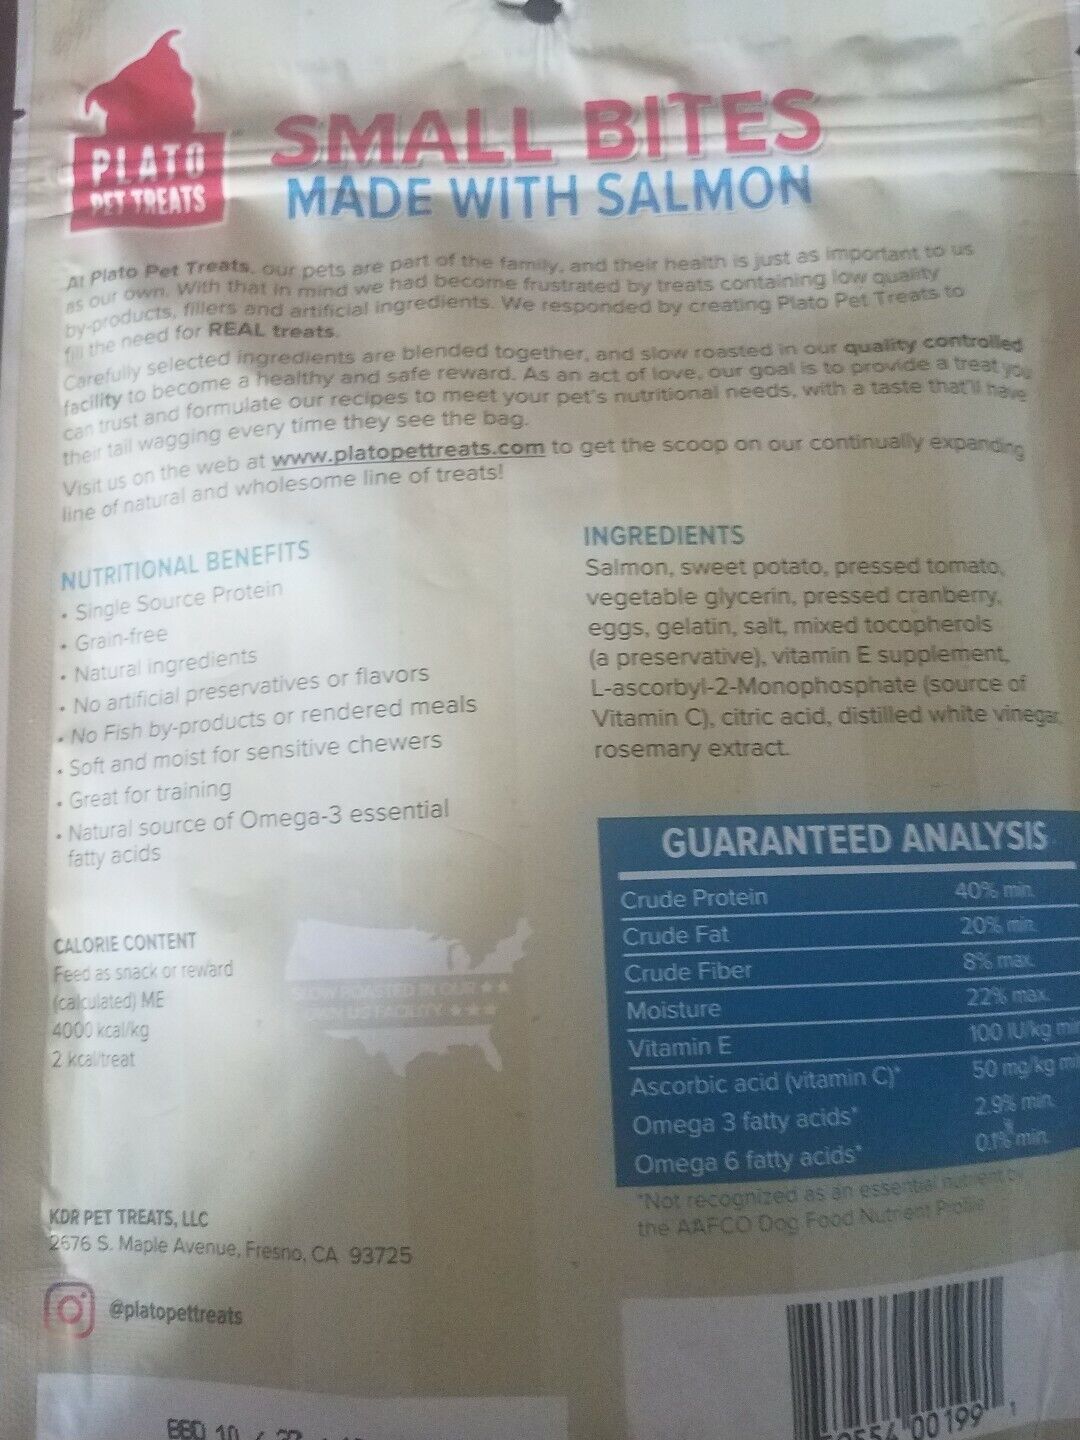 PLATO
PET TREATS
SMALL BITES
MADE WITH SALMON
At Plato Pet Treats, our pets are part of the family, and their health is just as important to us
as our own. With that in mind we had become frustrated by treats containing low quality
by-products, fillers and artificial ingredients. We responded by creating Plato Pet Treats to
fill the need for REAL treats.
Carefully selected ingredients are blended together, and slow roasted in our quality controlled
facility to become a healthy and safe reward. As an act of love, our goal is to provide a treat you
can trust and formulate our recipes to meet your pet's nutritional needs, with a taste that'll have
their tail wagging every time they see the bag.
Visit us on the web at www.platopettreats.com to get the scoop on our continually expanding
line of natural and wholesome line of treats!
NUTRITIONAL BENEFITS
• Single Source Protein
• Grain-free
• Natural ingredients
• No artificial preservatives or flavors
• No Fish by-products or rendered meals
• Soft and moist for sensitive chewers
• Great for training
• Natural source of Omega-3 essential
fatty acids
CALORIE CONTENT
Feed as snack or reward
(calculated) ME
4000 kcal/kg
2 kcal/treat
SLOW ROASTED IN OUR ★★
OWN US FACILITY ★★★
KDR PET TREATS, LLC
2676 S. Maple Avenue, Fresno, CA 93725
@platopettreats
INGREDIENTS
Salmon, sweet potato, pressed tomato,
vegetable glycerin, pressed cranberry,
eggs, gelatin, salt, mixed tocopherols
(a preservative), vitamin E supplement,
L-ascorbyl-2-Monophosphate (source of
Vitamin C), citric acid, distilled white vinegar,
rosemary extract.
GUARANTEED ANALYSIS
Crude Protein 40% min.
Crude Fat 20% min.
Crude Fiber 8% max.
Moisture 22% max.
Vitamin E 100 IU/kg min
Ascorbic acid (vitamin C)* 50 mg/kg min
Omega 3 fatty acids* 2.9% min.
Omega 6 fatty acids* 0.1% min.
*Not recognized as an essential nutrient by
the AAFCO Dog Food Nutrient Profile
00199 1